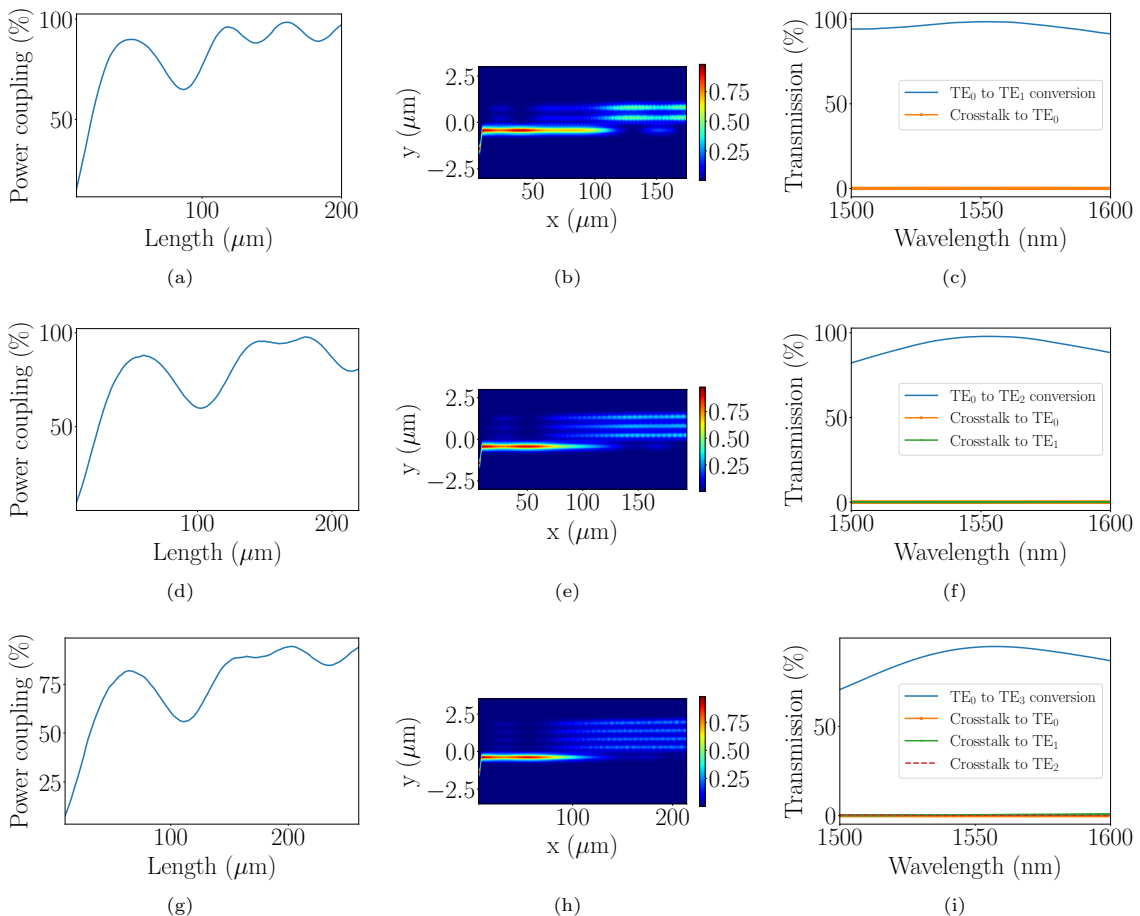 Power coupling (%)
100
50
100
200
Length (μm)
(a)
y (μm)
2.5
0.0
−2.5
50
100
150
x (μm)
0.75
0.50
0.25
(b)
Transmission (%)
100
50
0
1500
1550
1600
Wavelength (nm)
TE₀ to TE₁ conversion
Crosstalk to TE₀
(c)
Power coupling (%)
100
50
100
200
Length (μm)
(d)
y (μm)
2.5
0.0
−2.5
50
100
150
x (μm)
0.75
0.50
0.25
(e)
Transmission (%)
100
50
0
1500
1550
1600
Wavelength (nm)
TE₀ to TE₂ conversion
Crosstalk to TE₀
Crosstalk to TE₁
(f)
Power coupling (%)
75
50
25
100
200
Length (μm)
(g)
y (μm)
2.5
0.0
−2.5
100
200
x (μm)
0.75
0.50
0.25
(h)
Transmission (%)
50
0
1500
1550
1600
Wavelength (nm)
TE₀ to TE₃ conversion
Crosstalk to TE₀
Crosstalk to TE₁
Crosstalk to TE₂
(i)